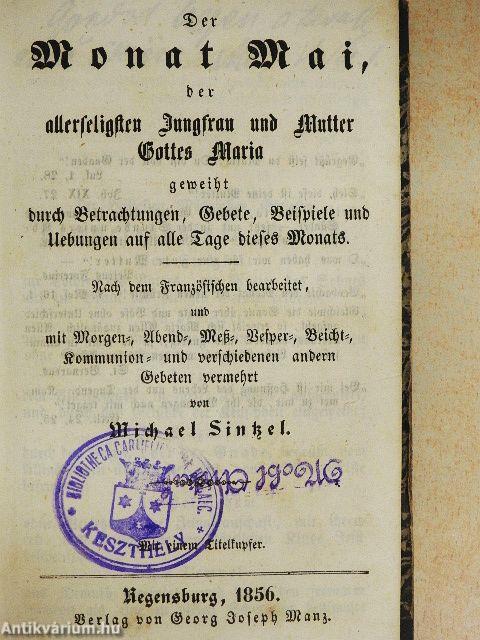 Der
Monat Mai,
der
allerseligsten Jungfrau und Mutter
Gottes Maria
geweiht
durch Betrachtungen, Gebete, Beispiele und
Uebungen auf alle Tage dieses Monats.
Nach dem Französischen bearbeitet,
und
mit Morgen-, Abend-, Meß-, Vesper-, Beicht-,
Kommunion- und verschiedenen andern
Gebeten vermehrt
von
Michael Sintzel.
BIBLIOTHECA
KESZTHELY
Mit einem Titelkupfer.
Regensburg, 1856.
Verlag von Georg Joseph Manz.
Antikvárium.hu